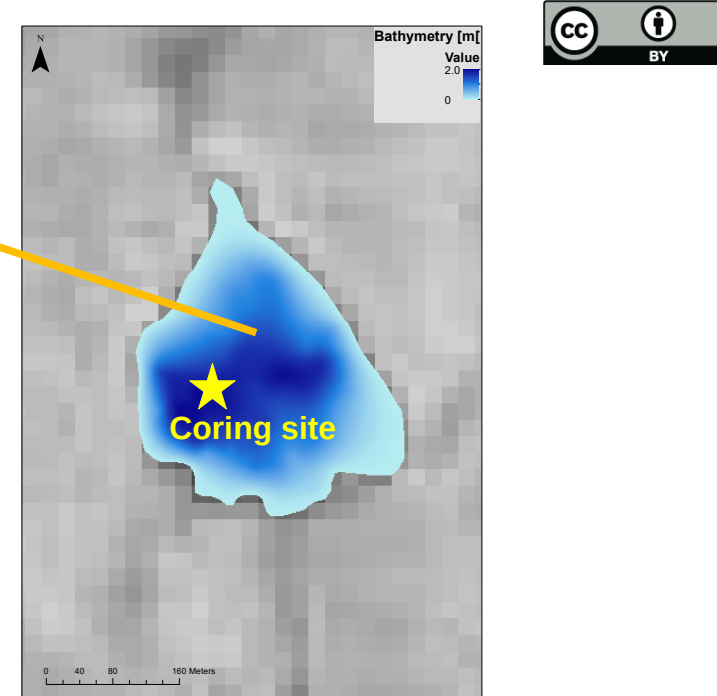 N
Bathymetry [m[
Value
2.0
0
cc
BY
Coring site
0 40 80 160 Meters